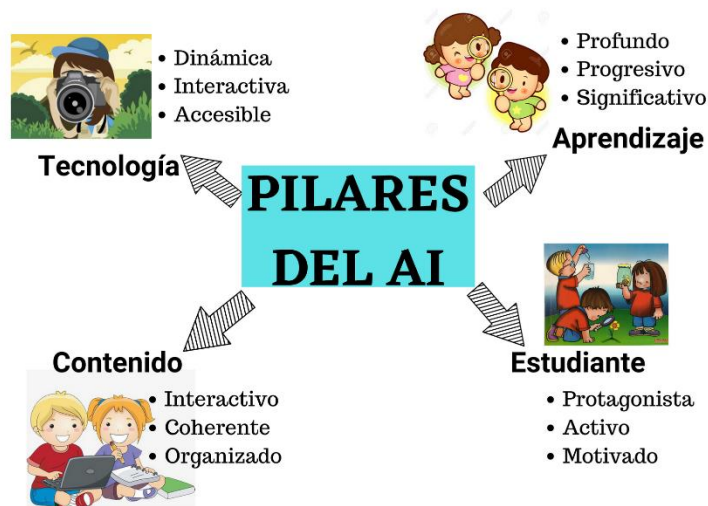 • Dinámica
• Interactiva
• Accesible
Tecnología
• Profundo
• Progresivo
• Significativo
Aprendizaje
PILARES
DEL AI
Contenido
• Interactivo
• Coherente
• Organizado
Estudiante
• Protagonista
• Activo
• Motivado